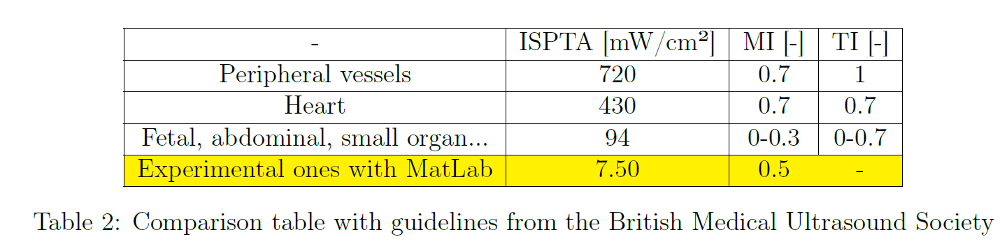 - ISPTA [mW/cm²] MI [-] TI [-]
Peripheral vessels 720 0.7 1
Heart 430 0.7 0.7
Fetal, abdominal, small organ... 94 0-0.3 0-0.7
Experimental ones with MatLab 7.50 0.5 -
Table 2: Comparison table with guidelines from the British Medical Ultrasound Society